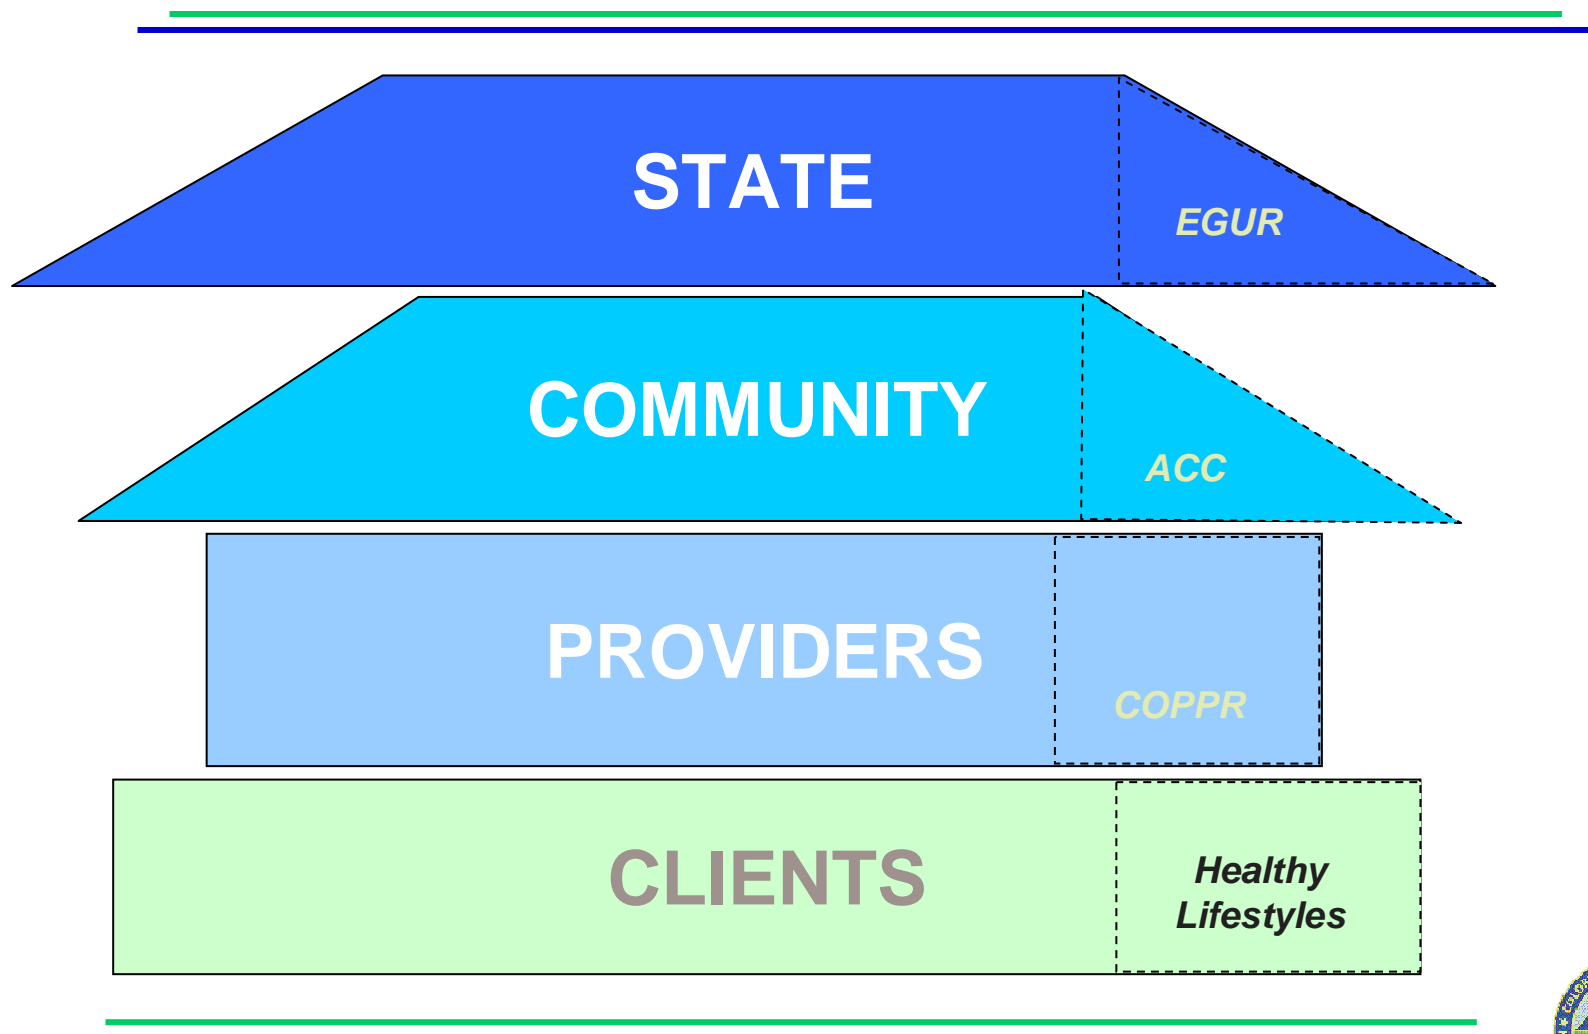 STATE
EGUR
COMMUNITY
ACC
PROVIDERS
COPPR
CLIENTS
Healthy
Lifestyles